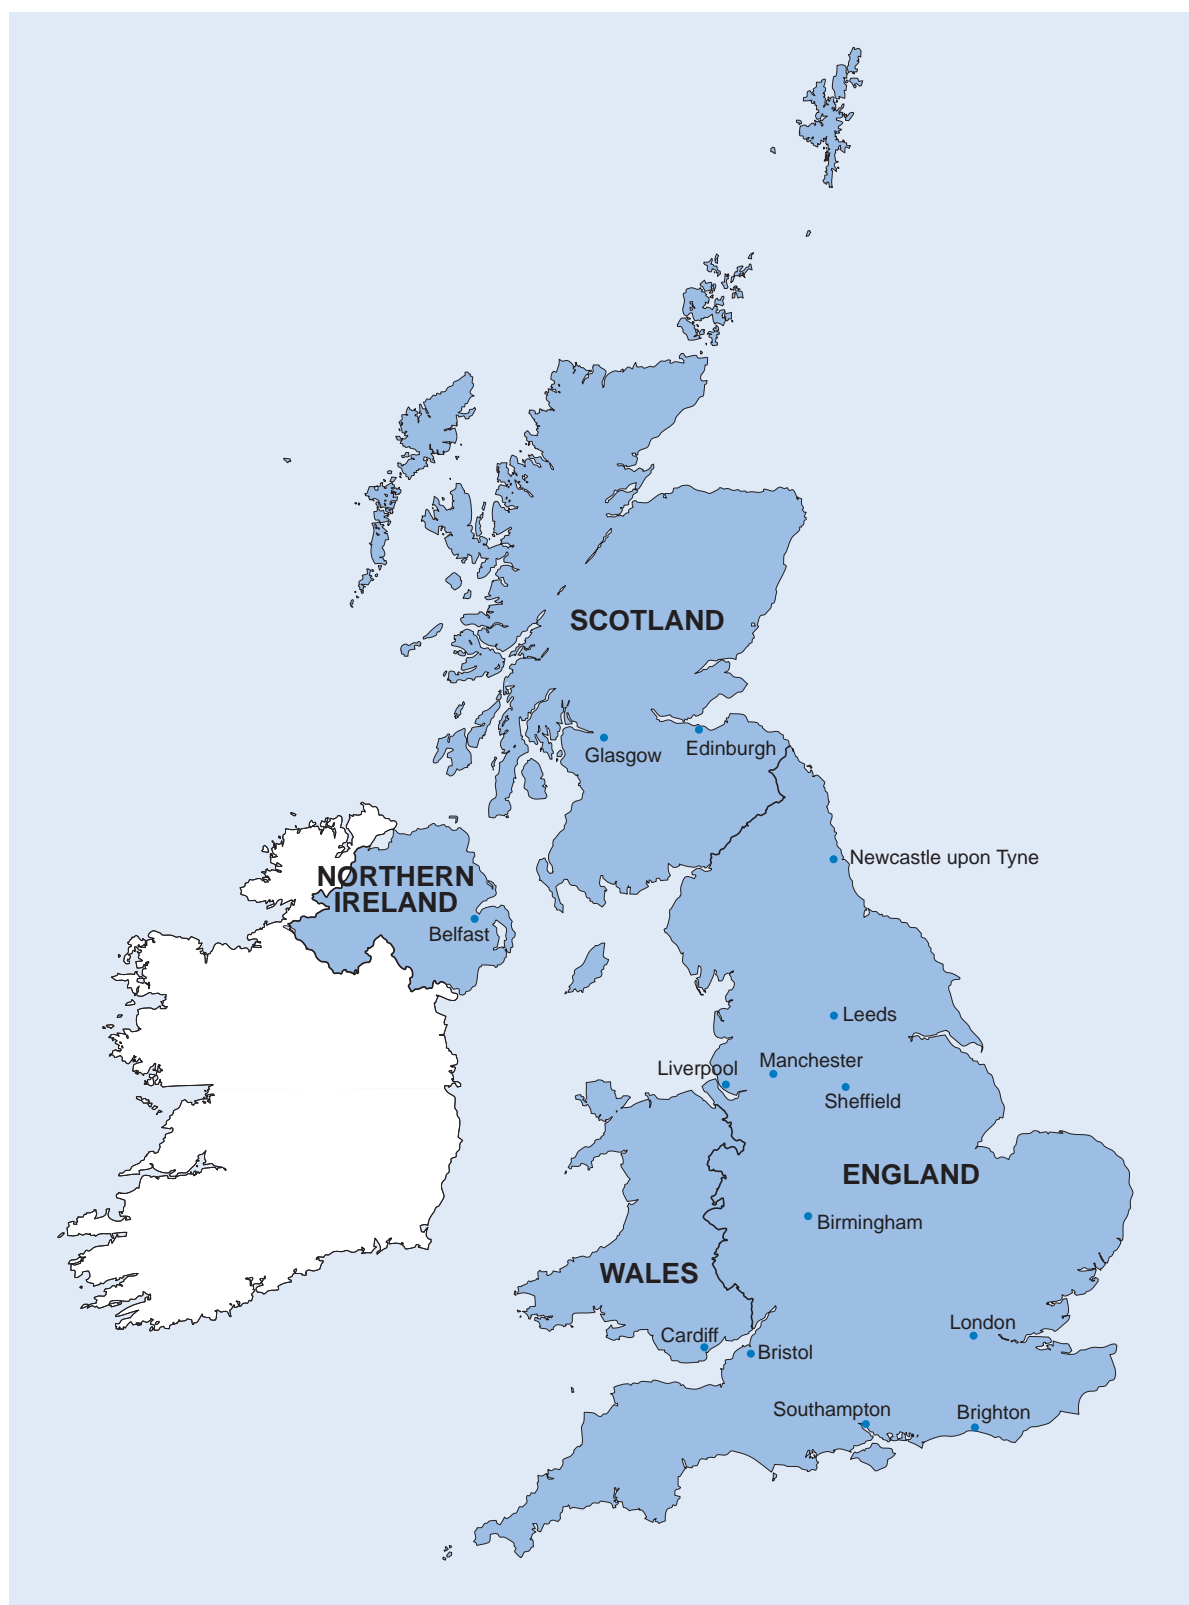 SCOTLAND
Glasgow
Edinburgh
Newcastle upon Tyne
NORTHERN
IRELAND
Belfast
Leeds
Manchester
Liverpool
Sheffield
ENGLAND
Birmingham
WALES
London
Cardiff
Bristol
Southampton
Brighton